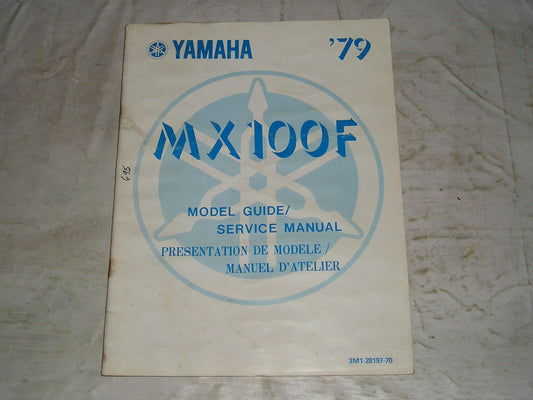 YAMAHA '79
MX100F
MODEL GUIDE/
SERVICE MANUAL
PRESENTATION DE MODELE/
MANUEL D'ATELIER
3M1-28197-70